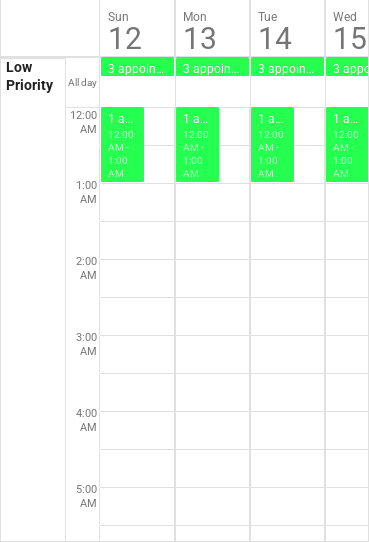 Sun Mon Tue Wed
12 13 14 15
Low Priority
All day
3 appoin... 3 appoin... 3 appoin... 3 appo
12:00 AM
1 a... 1 a... 1 a... 1 a...
12:00 12:00 12:00 12:00
AM - AM - AM - AM -
1:00 1:00 1:00 1:00
AM AM AM AM
1:00 AM
2:00 AM
3:00 AM
4:00 AM
5:00 AM